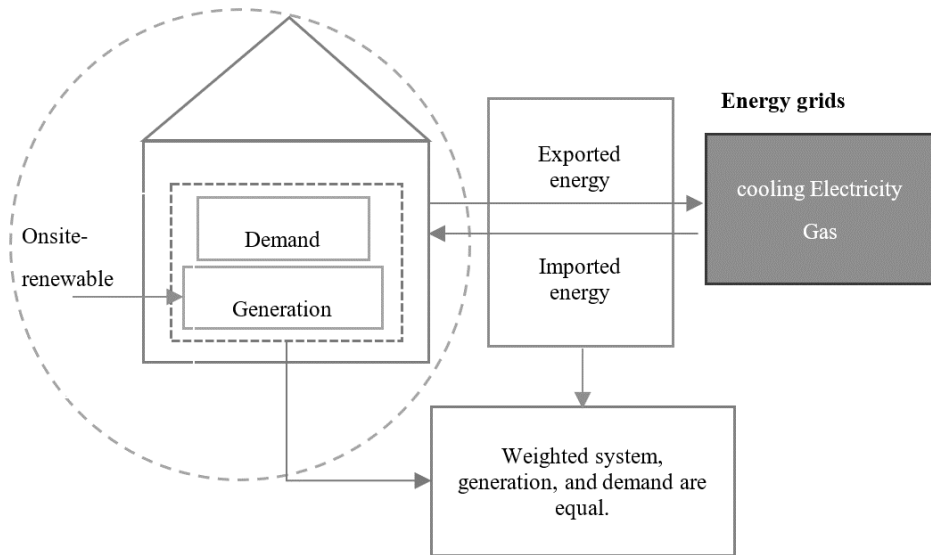 Energy grids
Exported
energy
cooling Electricity
Gas
Onsite-
renewable
Demand
Generation
Imported
energy
Weighted system,
generation, and demand are
equal.